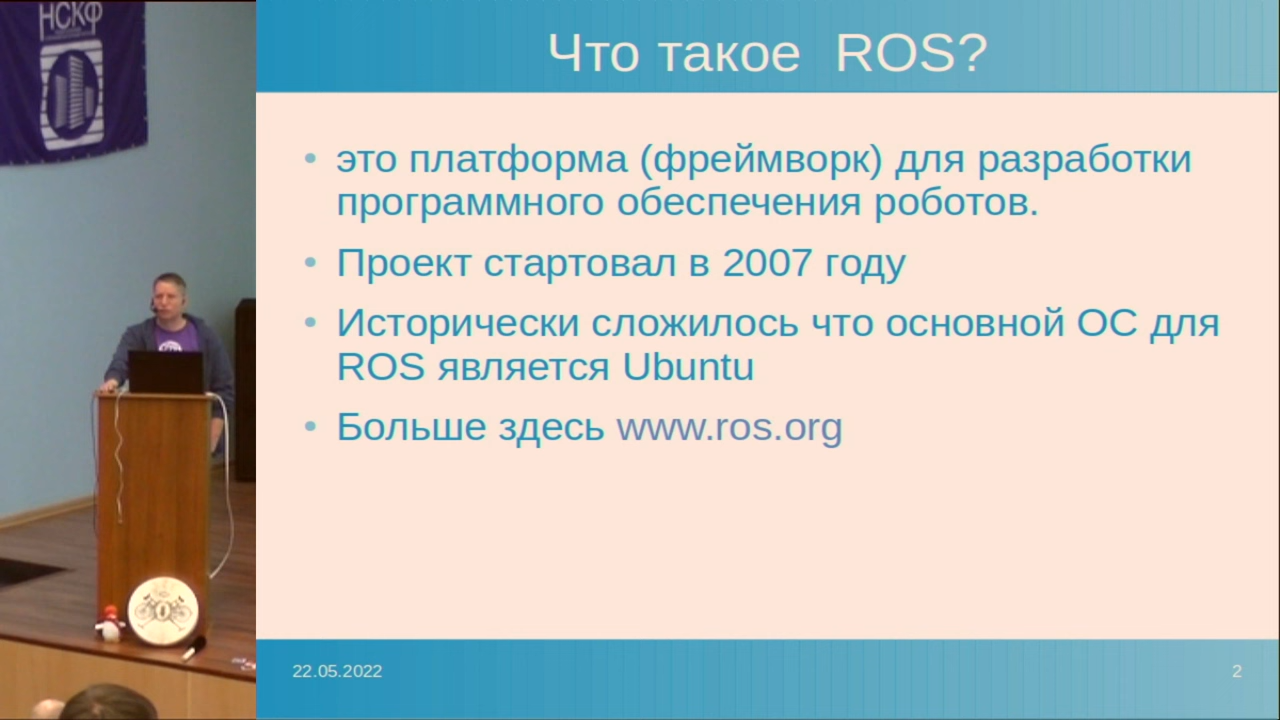 НСКФ
Что такое ROS?
• это платформа (фреймворк) для разработки
программного обеспечения роботов.
• Проект стартовал в 2007 году
• Исторически сложилось что основной ОС для
ROS является Ubuntu
• Больше здесь www.ros.org
22.05.2022
2